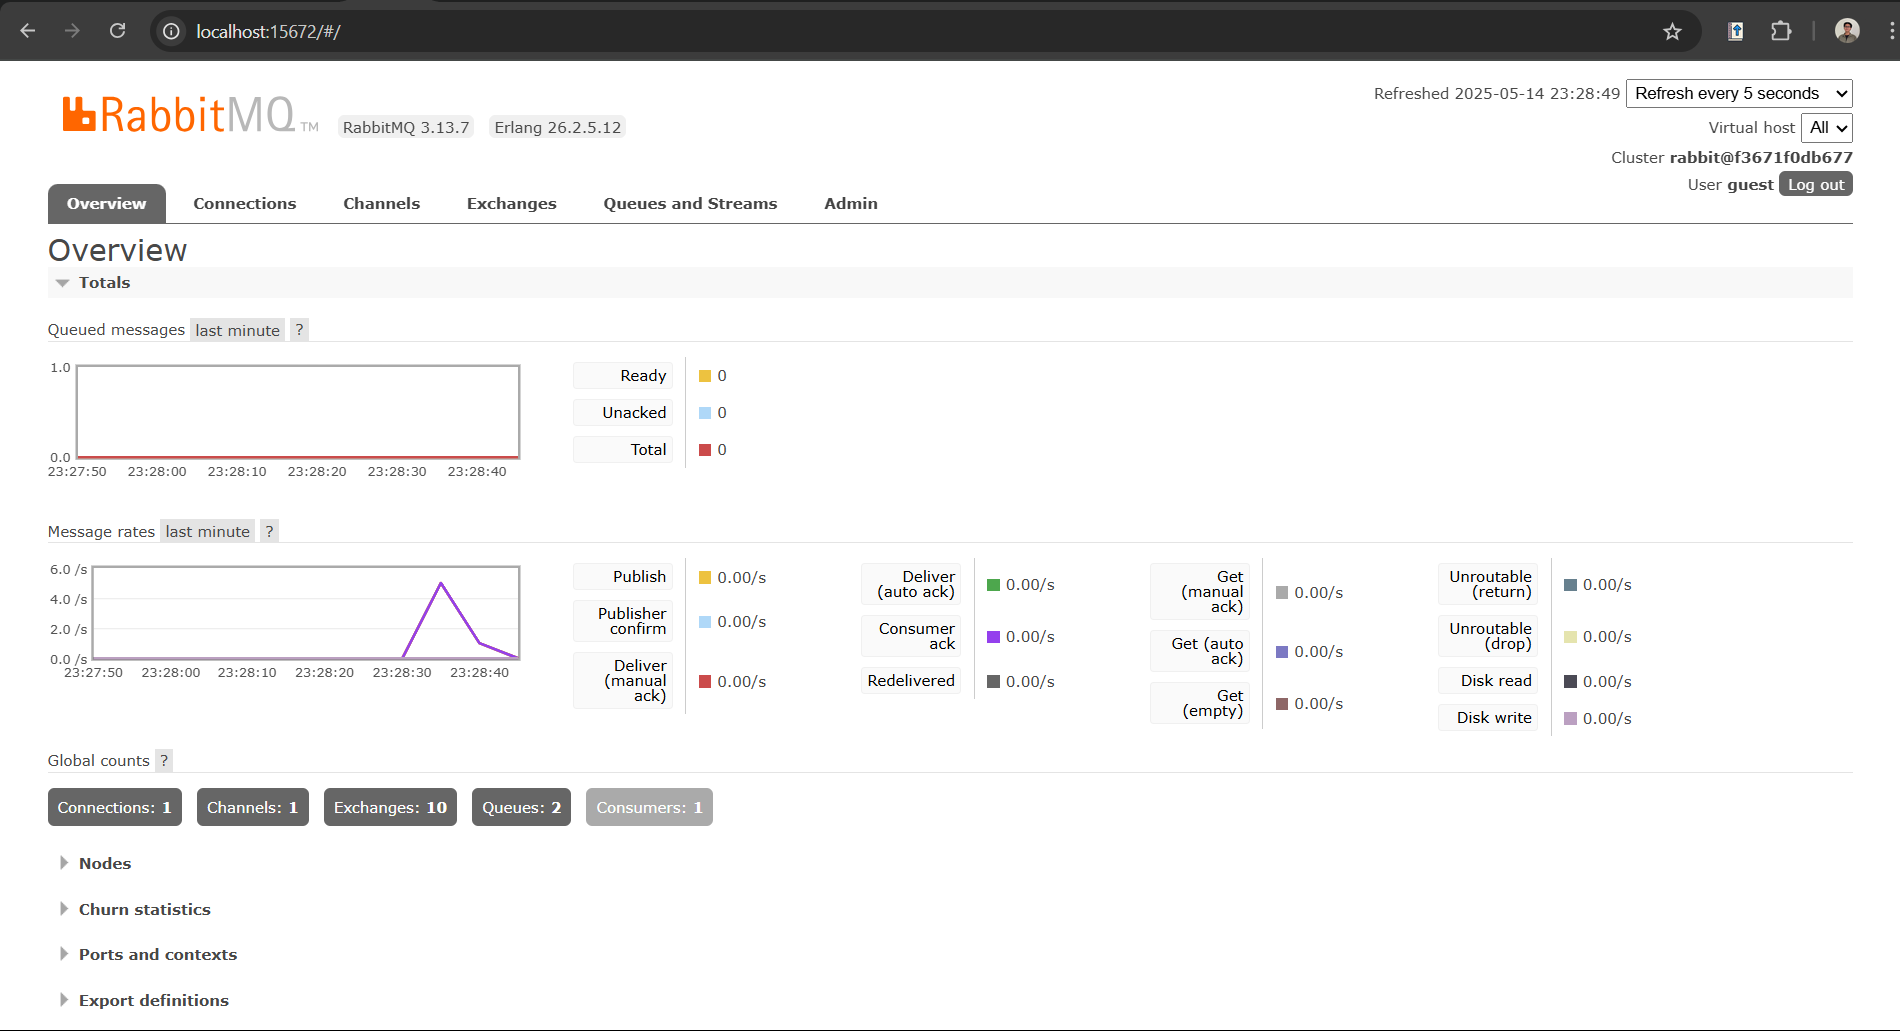 localhost:15672/#/
Refreshed 2025-05-14 23:28:49 Refresh every 5 seconds
RabbitMQ TM RabbitMQ 3.13.7 Erlang 26.2.5.12
Virtual host All
Cluster rabbit@f3671f0db677
User guest Log out
Overview Connections Channels Exchanges Queues and Streams Admin
Overview
Totals
Queued messages last minute ?
1.0
0.0
23:27:50 23:28:00 23:28:10 23:28:20 23:28:30 23:28:40
Ready 0
Unacked 0
Total 0
Message rates last minute ?
6.0 /s
4.0 /s
2.0 /s
0.0 /s
23:27:50 23:28:00 23:28:10 23:28:20 23:28:30 23:28:40
Publish 0.00/s
Publisher
confirm 0.00/s
Deliver
(manual
ack) 0.00/s
Deliver
(auto ack) 0.00/s
Consumer
ack 0.00/s
Redelivered 0.00/s
Get
(manual
ack) 0.00/s
Get (auto
ack) 0.00/s
Get
(empty) 0.00/s
Unroutable
(return) 0.00/s
Unroutable
(drop) 0.00/s
Disk read 0.00/s
Disk write 0.00/s
Global counts ?
Connections: 1 Channels: 1 Exchanges: 10 Queues: 2 Consumers: 1
Nodes
Churn statistics
Ports and contexts
Export definitions